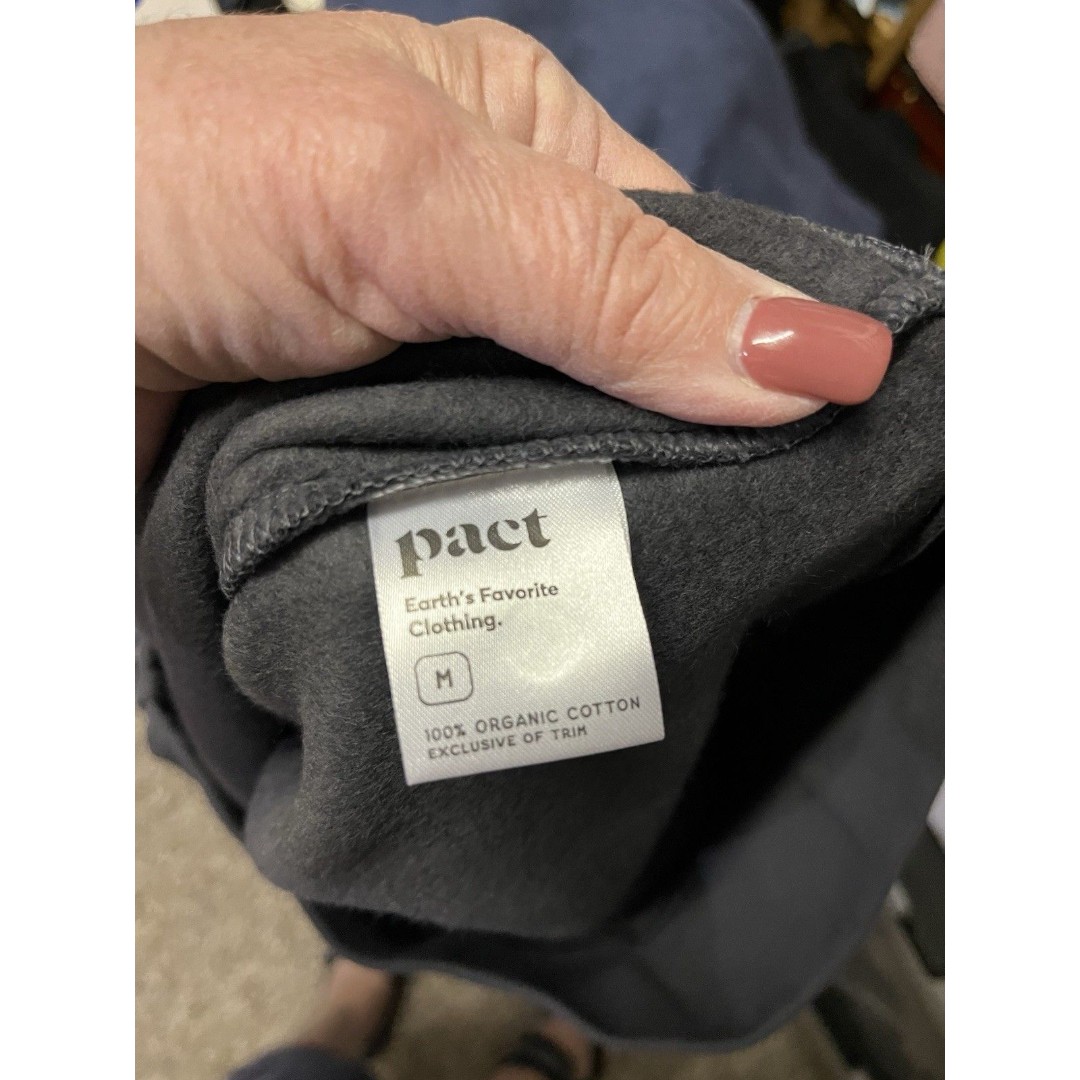 pact
Earth's Favorite
Clothing.
M
100% ORGANIC COTTON
EXCLUSIVE OF TRIM